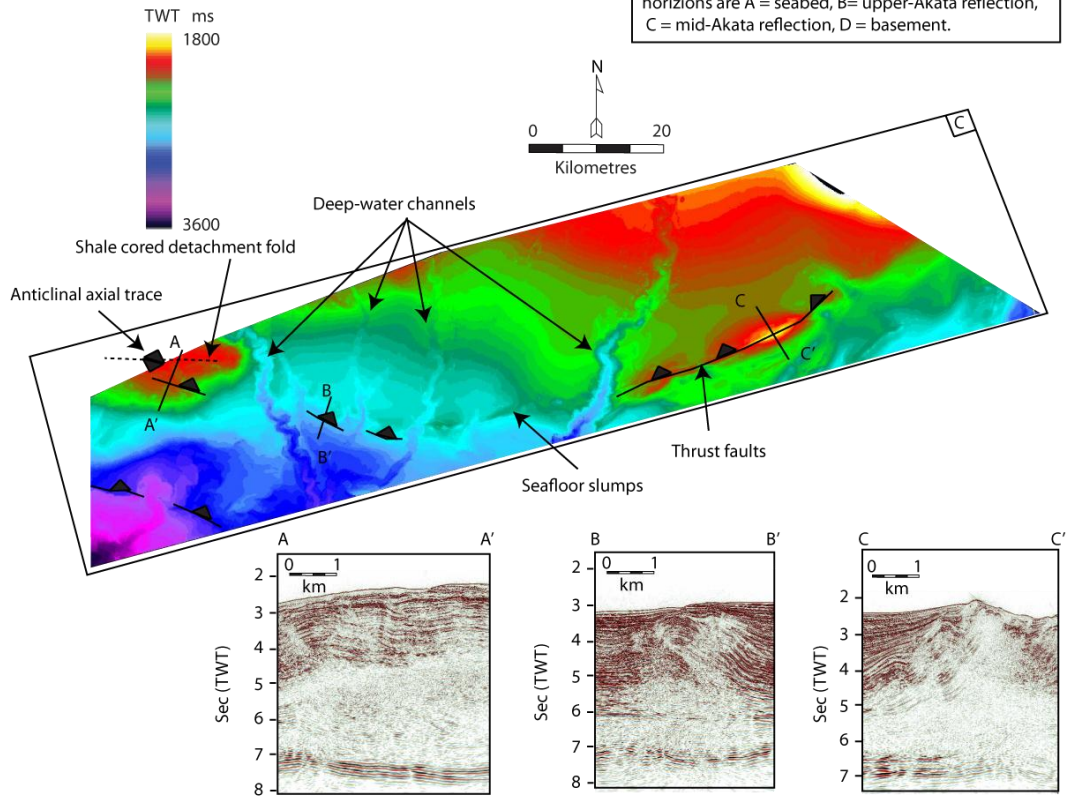 horizions are A = seabed, B= upper-Akata reflection,
C = mid-Akata reflection, D = basement.
TWT ms
1800
3600
N
0 20
Kilometres
C
Deep-water channels
Shale cored detachment fold
Anticlinal axial trace
A
A'
B
B'
C
C'
Thrust faults
Seafloor slumps
A A'
0 1
km
2
3
4
5
6
7
8
Sec (TWT)
B B'
0 1
km
2
3
4
5
6
7
8
Sec (TWT)
C C'
0 1
km
2
3
4
5
6
7
Sec (TWT)